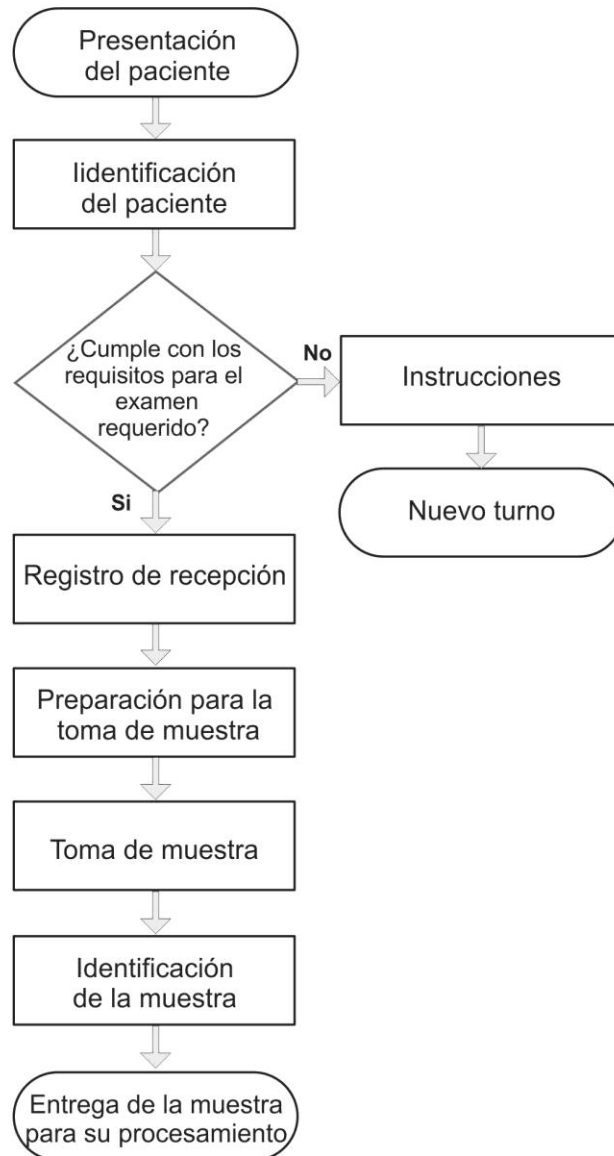 Presentación
del paciente
Iidentificación
del paciente
¿Cumple con los
requisitos para el
examen
requerido?
No
Instrucciones
Nuevo turno
Si
Registro de recepción
Preparación para la
toma de muestra
Toma de muestra
Identificación
de la muestra
Entrega de la muestra
para su procesamiento